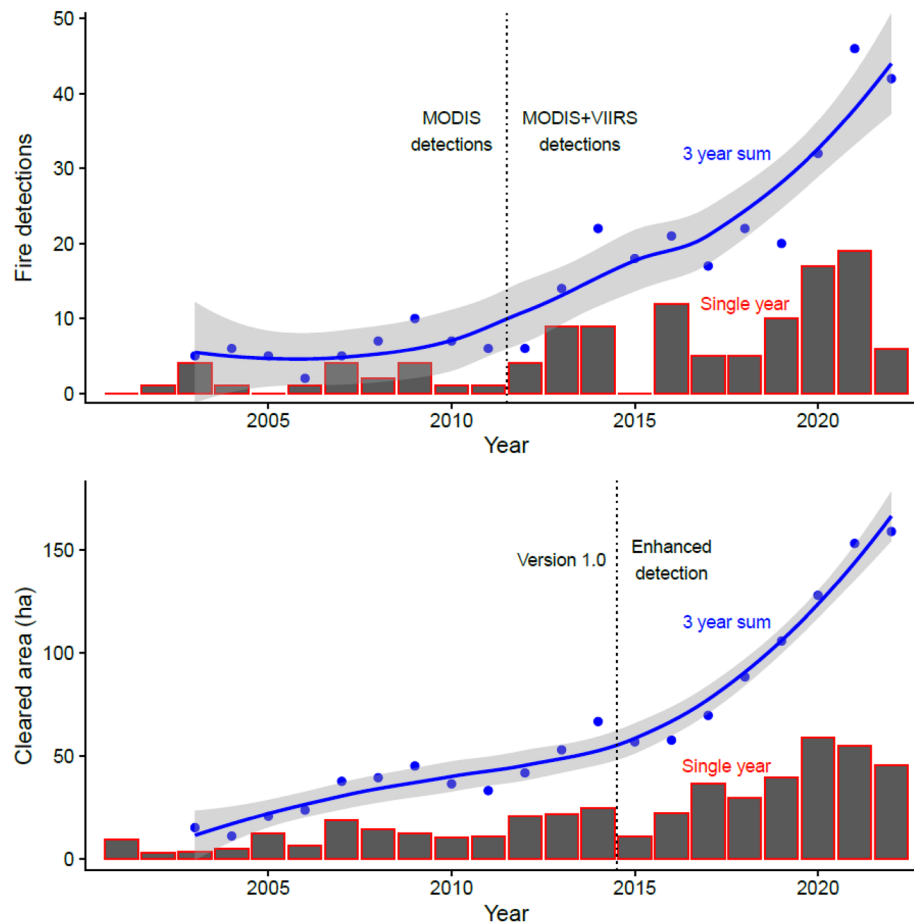 50
40
30
20
10
0
Fire detections
MODIS
detections
MODIS+VIIRS
detections
3 year sum
Single year
2005
2010
2015
2020
Year
150
100
50
0
Cleared area (ha)
Version 1.0
Enhanced
detection
3 year sum
Single year
2005
2010
2015
2020
Year